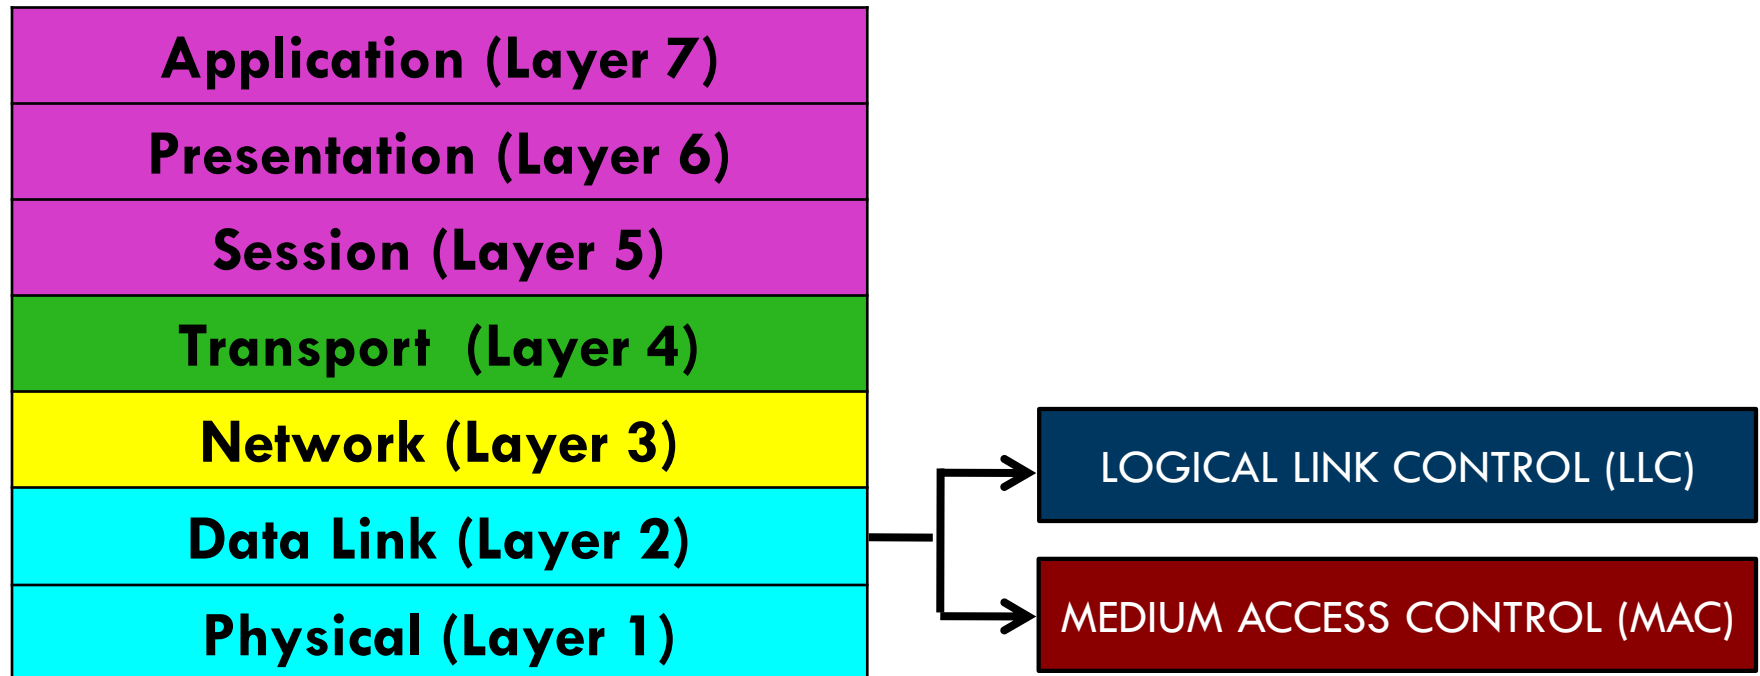 Application (Layer 7)
Presentation (Layer 6)
Session (Layer 5)
Transport  (Layer 4)
Network (Layer 3)
Data Link (Layer 2)
Physical (Layer 1)
LOGICAL LINK CONTROL (LLC)
MEDIUM ACCESS CONTROL (MAC)